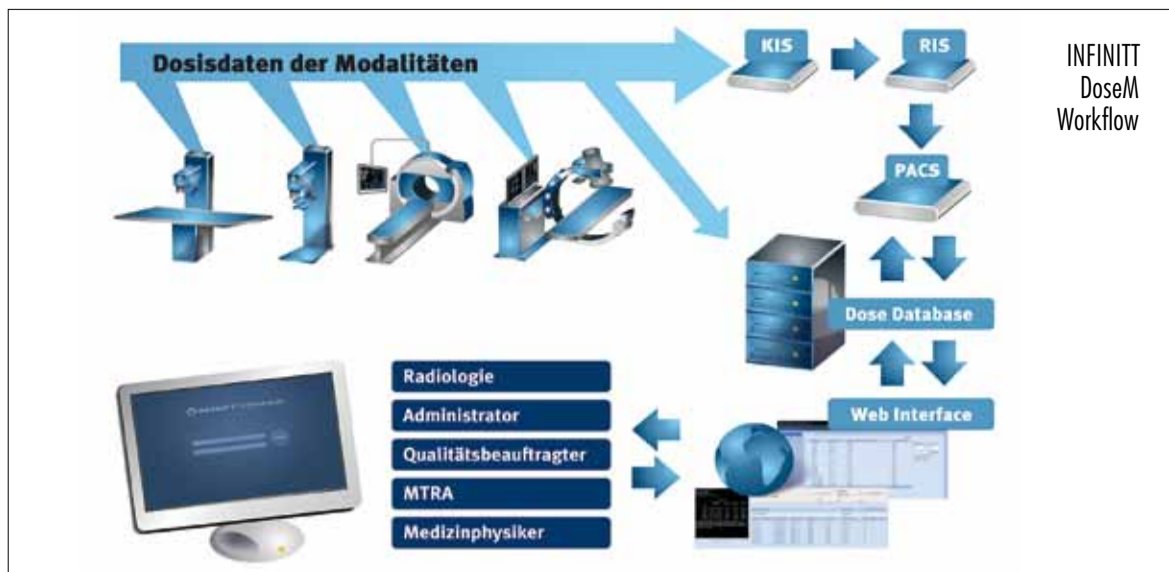 Dosisdaten der Modalitäten
KIS
RIS
INFINITT
DoseM
Workflow
PACS
Dose Database
Web Interface
Radiologie
Administrator
Qualitätsbeauftragter
MTRA
Medizinphysiker